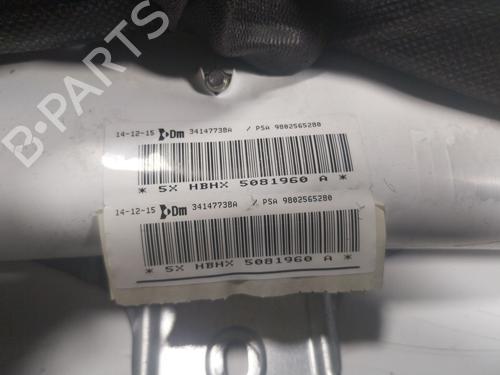 14-12-15 Dm 34147738A / PSA 9802565280
* 5X HBHX 5081960 A *
14-12-15 Dm 34147738A / PSA 9802565280
* 5X HBHX 5081960 A *
B-PARTS